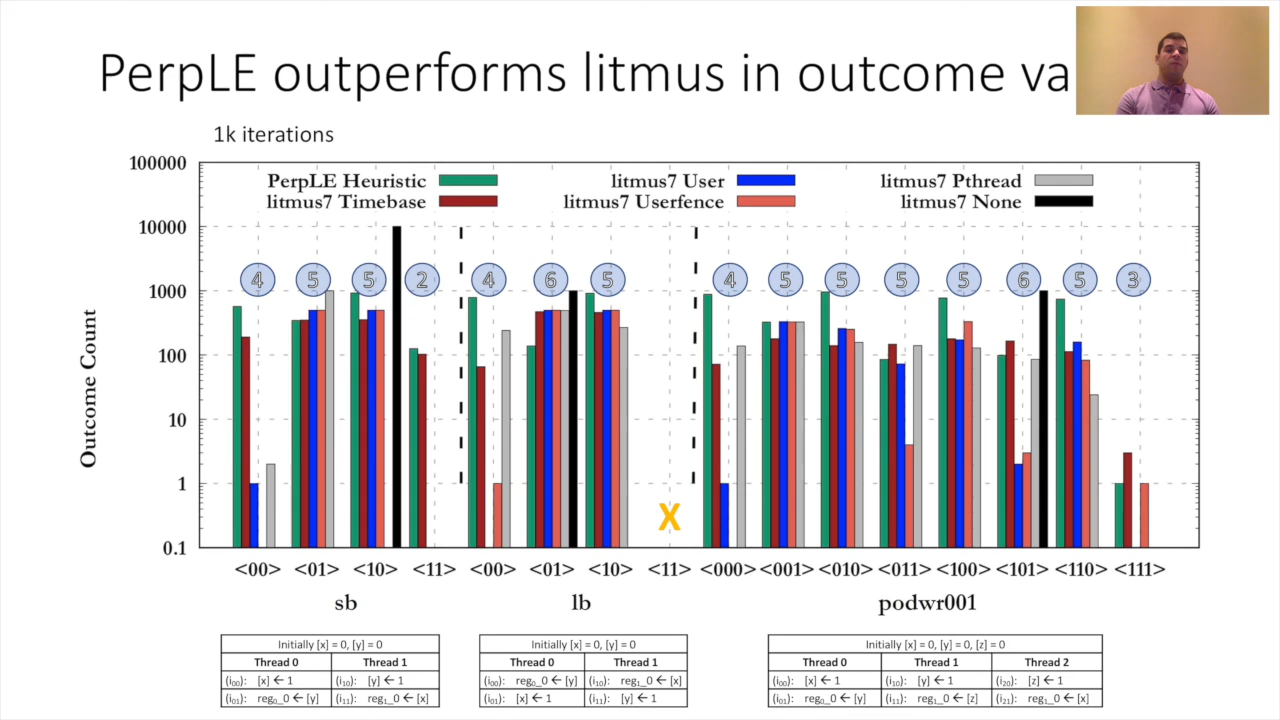 PerpLE outperforms litmus in outcome va
1k iterations
100000
10000
1000
100
10
1
0.1
Outcome Count
PerpLE Heuristic
litmus7 Timebase
litmus7 User
litmus7 Userfence
litmus7 Pthread
litmus7 None
4 5 5 2 4 6 5 4 5 5 5 5 6 5 3
X
<00> <01> <10> <11> <00> <01> <10> <11> <000> <001> <010> <011> <100> <101> <110> <111>
sb lb podwr001
Initially [x] = 0, [y] = 0
Thread 0 Thread 1
(i₀₀): [x] ← 1 (i₁₀): [y] ← 1
(i₀₁): reg₀_0 ← [y] (i₁₁): reg₁_0 ← [x]
Initially [x] = 0, [y] = 0
Thread 0 Thread 1
(i₀₀): reg₀_0 ← [y] (i₁₀): reg₁_0 ← [x]
(i₀₁): [x] ← 1 (i₁₁): [y] ← 1
Initially [x] = 0, [y] = 0, [z] = 0
Thread 0 Thread 1 Thread 2
(i₀₀): [x] ← 1 (i₁₀): [y] ← 1 (i₂₀): [z] ← 1
(i₀₁): reg₀_0 ← [y] (i₁₁): reg₁_0 ← [z] (i₂₁): reg₁_0 ← [x]